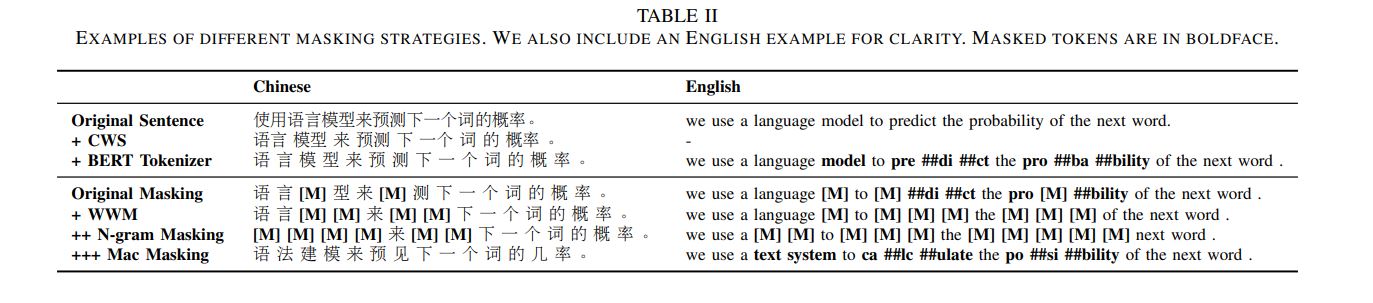 TABLE II
EXAMPLES OF DIFFERENT MASKING STRATEGIES. WE ALSO INCLUDE AN ENGLISH EXAMPLE FOR CLARITY. MASKED TOKENS ARE IN BOLDFACE.
Chinese English
Original Sentence 使用语言模型来预测下一个词的概率。 we use a language model to predict the probability of the next word.
+ CWS 语言 模型 来 预测 下 一个 词 的 概率 。 -
+ BERT Tokenizer 语 言 模 型 来 预 测 下 一 个 词 的 概 率 。 we use a language model to pre ##di ##ct the pro ##ba ##bility of the next word .
Original Masking 语 言 [M] 型 来 [M] 测 下 一 个 词 的 概 率 。 we use a language [M] to [M] ##di ##ct the pro [M] ##bility of the next word .
+ WWM 语 言 [M] [M] 来 [M] [M] 下 一 个 词 的 概 率 。 we use a language [M] to [M] [M] [M] the [M] [M] [M] of the next word .
++ N-gram Masking [M] [M] [M] [M] 来 [M] [M] 下 一 个 词 的 概 率 。 we use a [M] [M] to [M] [M] [M] the [M] [M] [M] [M] [M] next word .
+++ Mac Masking 语 法 建 模 来 预 见 下 一 个 词 的 几 率 。 we use a text system to ca ##lc ##ulate the po ##si ##bility of the next word .